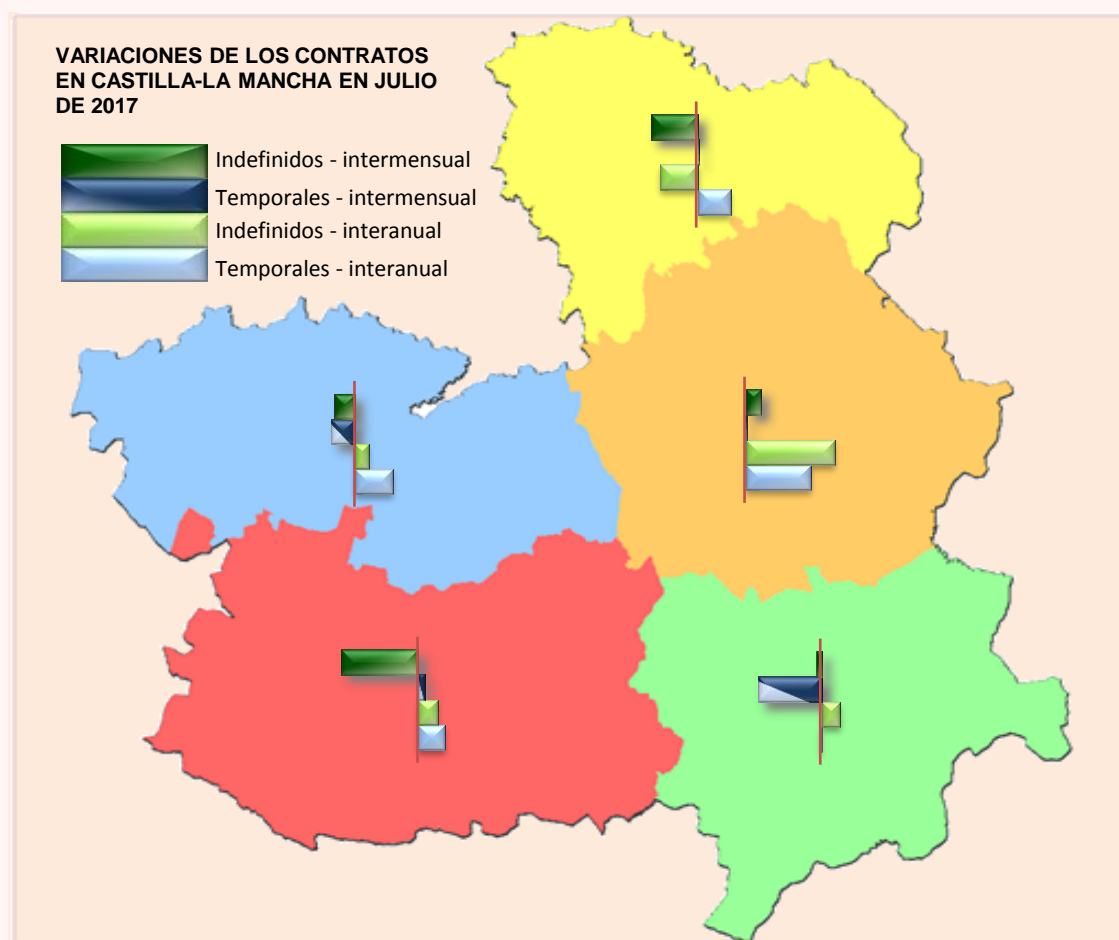 VARIACIONES DE LOS CONTRATOS
EN CASTILLA-LA MANCHA EN JULIO
DE 2017
Indefinidos - intermensual
Temporales - intermensual
Indefinidos - interanual
Temporales - interanual